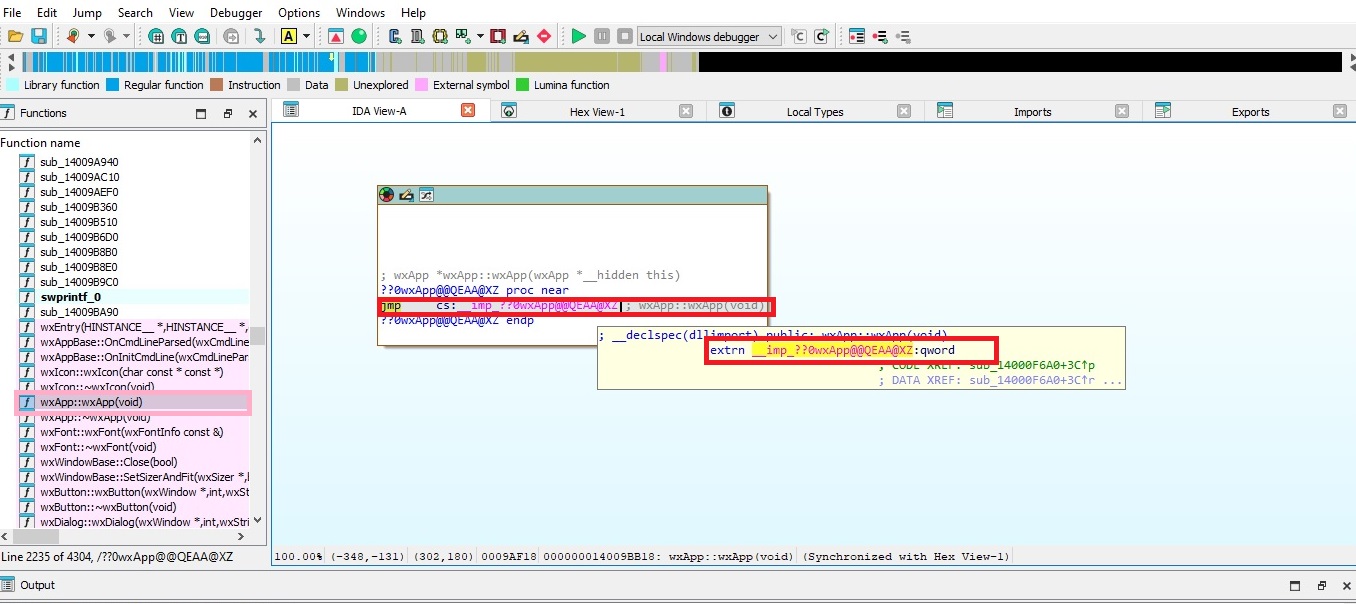 File Edit Jump Search View Debugger Options Windows Help
A Local Windows debugger
Library function Regular function Instruction Data Unexplored External symbol Lumina function
Functions
IDA View-A Hex View-1 Local Types Imports Exports
Function name
sub_14009A940
sub_14009AC10
sub_14009AEF0
sub_14009B360
sub_14009B510
sub_14009B6D0
sub_14009B8B0
sub_14009B8E0
sub_14009B9C0
swprintf_0
sub_14009BA90
wxEntry(HINSTANCE__ *,HINSTANCE__ *,
wxAppBase::OnCmdLineParsed(wxCmdLine
wxAppBase::OnInitCmdLine(wxCmdLinePar
wxIcon::wxIcon(char const * const *)
wxIcon::~wxIcon(void)
wxApp::wxApp(void)
wxApp::~wxApp(void)
wxFont::wxFont(wxFontInfo const &)
wxFont::~wxFont(void)
wxWindowBase::Close(bool)
wxWindowBase::SetSizerAndFit(wxSizer *,
wxButton::wxButton(wxWindow *,int,wxSt
wxButton::~wxButton(void)
wxDialog::wxDialog(wxWindow *,int,wxStri
Line 2235 of 4304, /??0wxApp@@QEAA@XZ
; wxApp *wxApp::wxApp(wxApp *__hidden this)
??0wxApp@@QEAA@XZ proc near
jmp cs:__imp_??0wxApp@@QEAA@XZ ; wxApp::wxApp(void)
??0wxApp@@QEAA@XZ endp
; __declspec(dllimport) public: wxApp::wxApp(void)
extrn __imp_??0wxApp@@QEAA@XZ:qword
; CODE XREF: sub_14000F6A0+3C↑p
; DATA XREF: sub_14000F6A0+3C↑r ...
100.00% (-348,-131) (302,180) 0009AF18 000000014009BB18: wxApp::wxApp(void) (Synchronized with Hex View-1)
Output